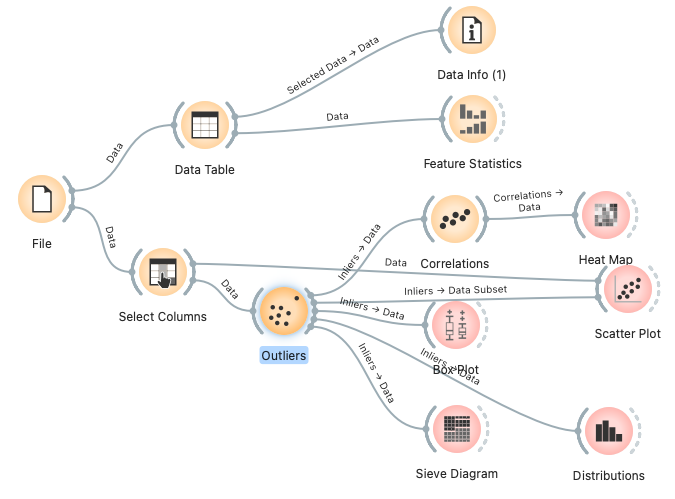 Selected Data → Data
Data Info (1)
Data
Data
Data Table
Feature Statistics
File
Data
Correlations →
Data
Inliers → Data
Correlations
Heat Map
Data
Select Columns
Data
Inliers → Data Subset
Scatter Plot
Inliers → Data
Outliers
Box Plot
Inliers → Data
Inliers → Data
Sieve Diagram
Distributions